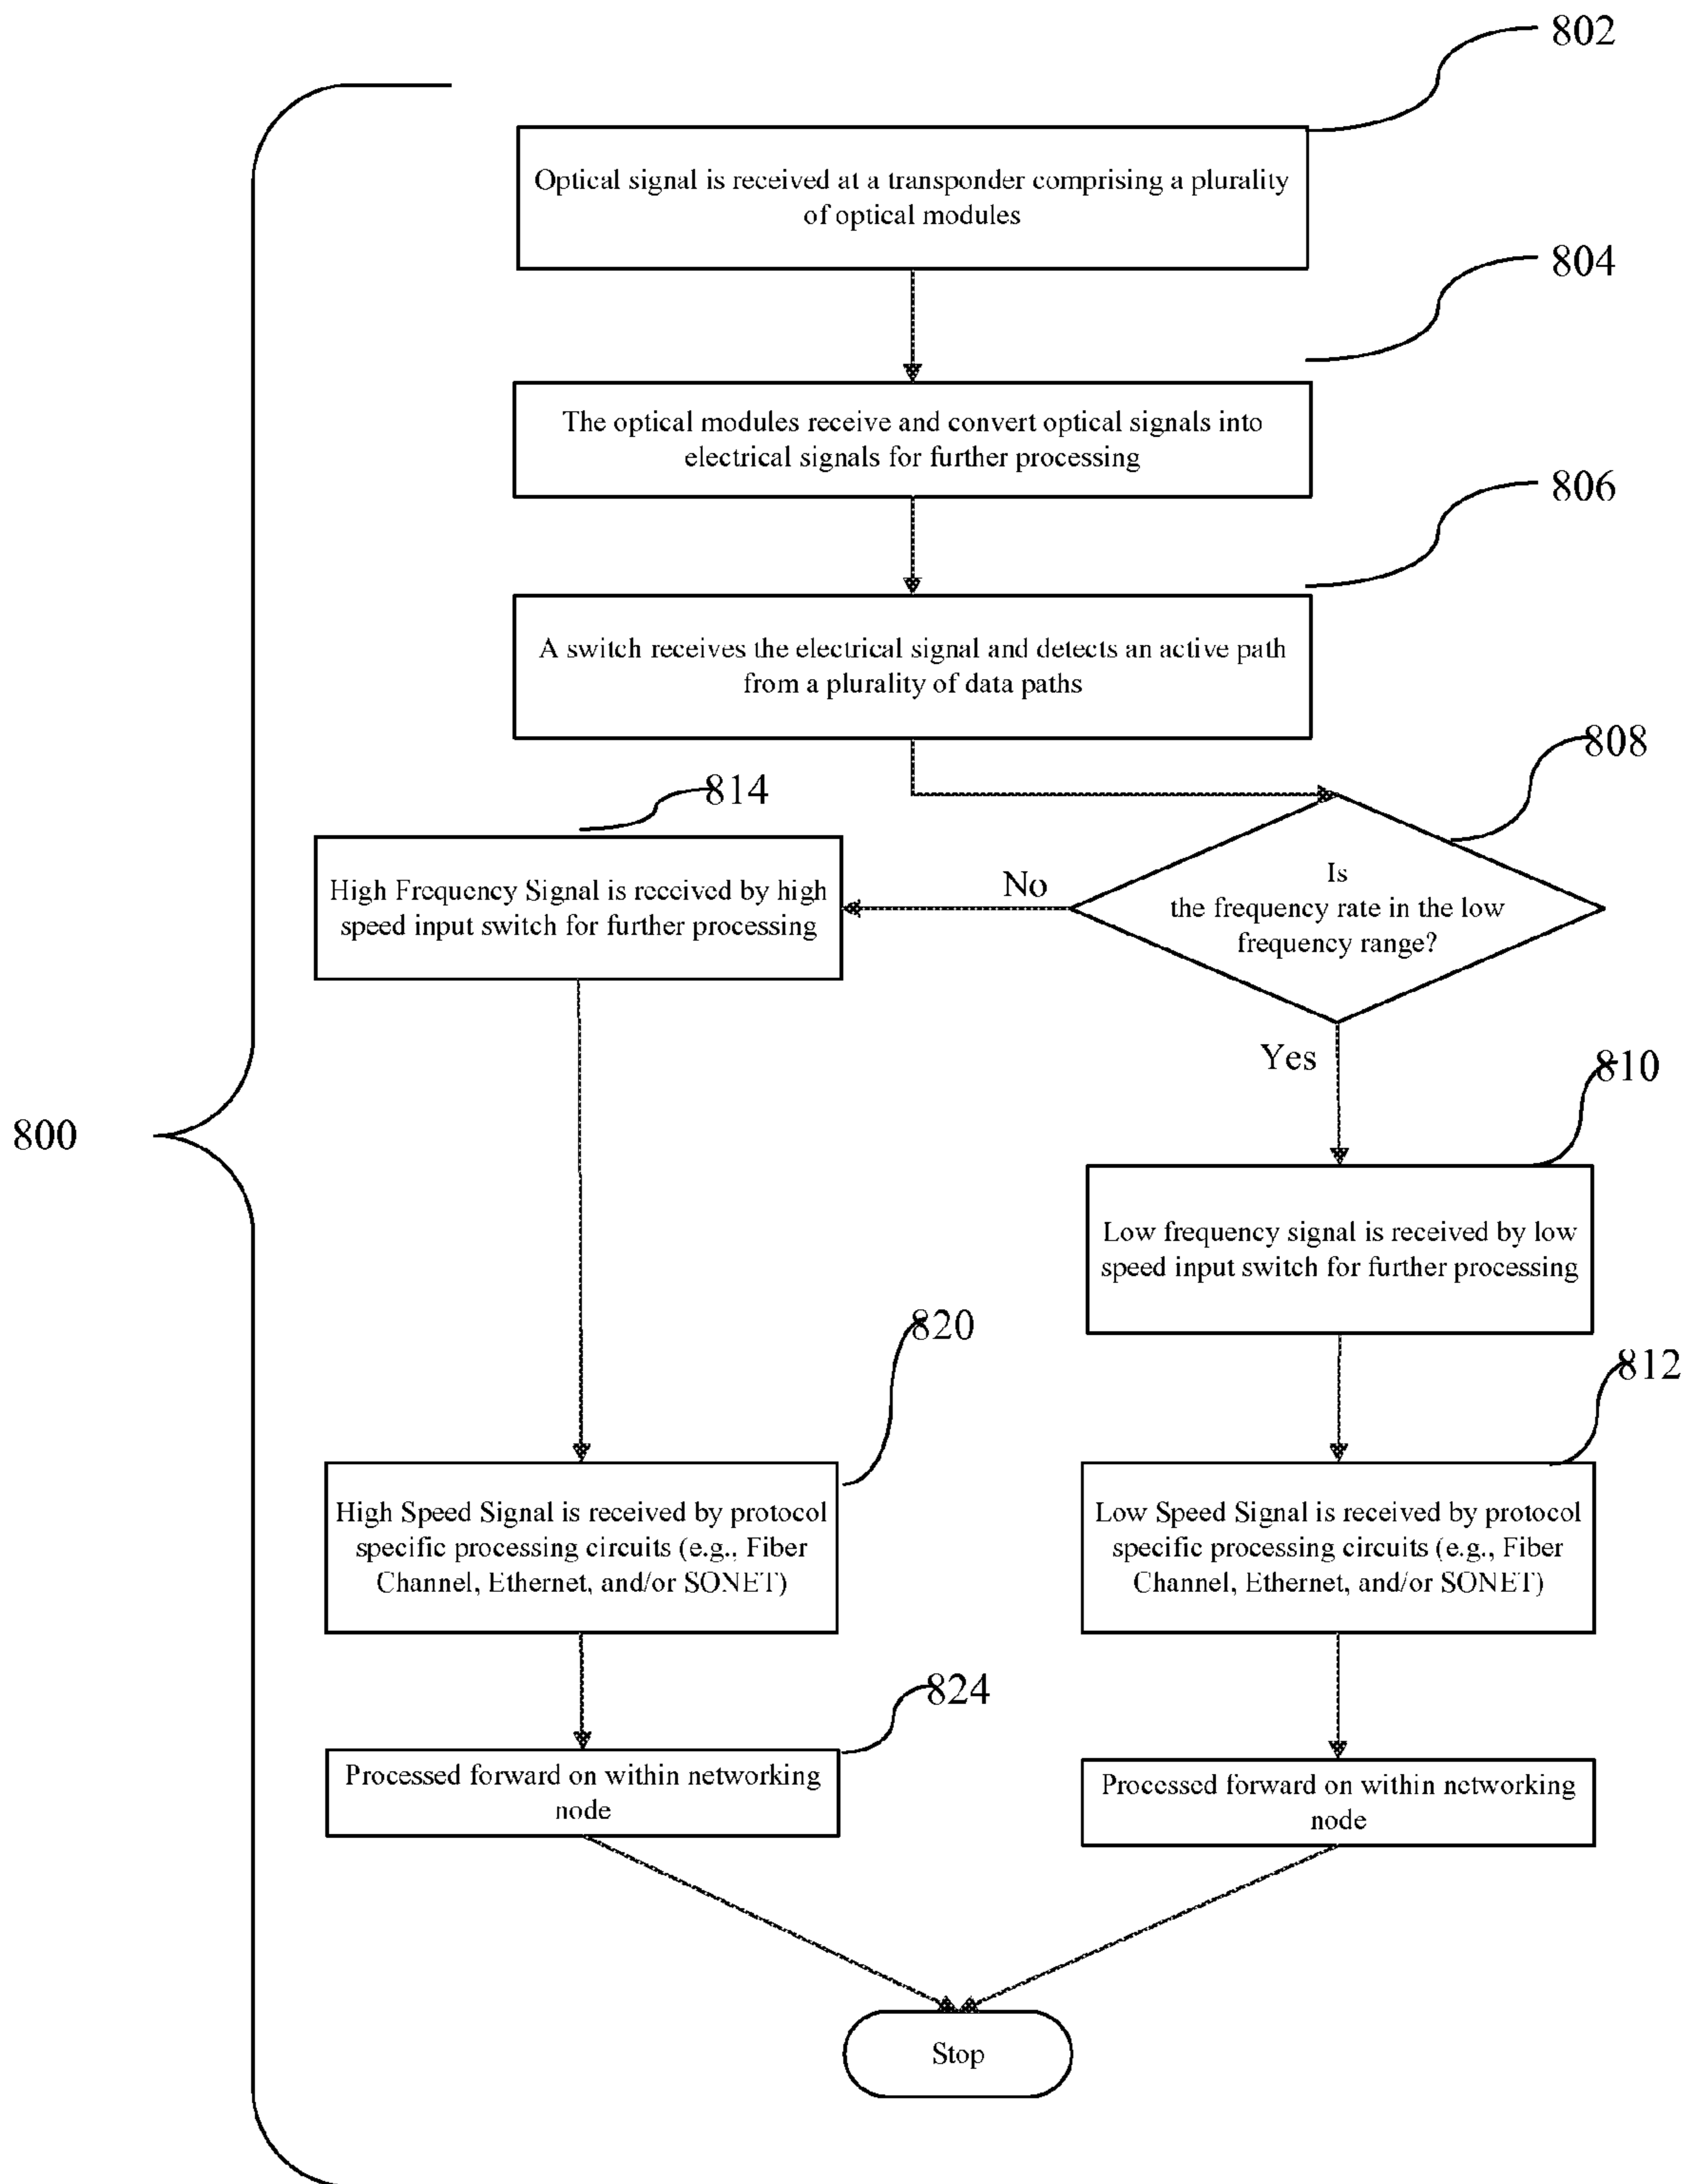 802
Optical signal is received at a transponder comprising a plurality
of optical modules
804
The optical modules receive and convert optical signals into
electrical signals for further processing
806
A switch receives the electrical signal and detects an active path
from a plurality of data paths
808
814
Is
the frequency rate in the low
frequency range?
No
High Frequency Signal is received by high
speed input switch for further processing
Yes
810
800
Low frequency signal is received by low
speed input switch for further processing
820
812
High Speed Signal is received by protocol
specific processing circuits (e.g., Fiber
Channel, Ethernet, and/or SONET)
Low Speed Signal is received by protocol
specific processing circuits (e.g., Fiber
Channel, Ethernet, and/or SONET)
824
Processed forward on within networking
node
Processed forward on within networking
node
Stop